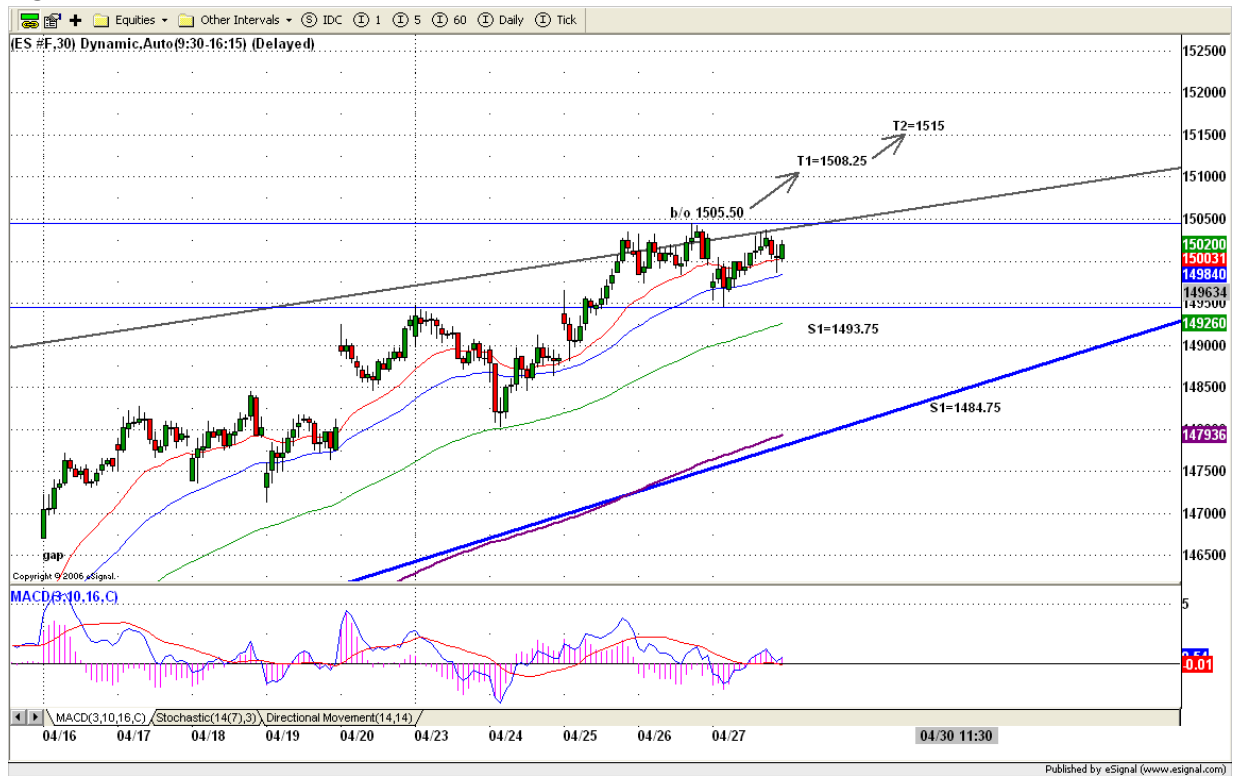 Equities Other Intervals S IDC I 1 I 5 I 60 I Daily I Tick
(ES #F,30) Dynamic,Auto(9:30-16:15) (Delayed)
152500
152000
151500
151000
150500
150200
150031
149840
149634
149500
149260
149000
148500
147936
147500
147000
146500
T2=1515
T1=1508.25
b/o 1505.50
S1=1493.75
S1=1484.75
gap
Copyright © 2006 eSignal.
MACD(3,10,16,C)
5
-0.01
MACD(3,10,16,C) Stochastic(14(7),3) Directional Movement(14,14)
04/16 04/17 04/18 04/19 04/20 04/23 04/24 04/25 04/26 04/27 04/30 11:30
Published by eSignal (www.esignal.com)